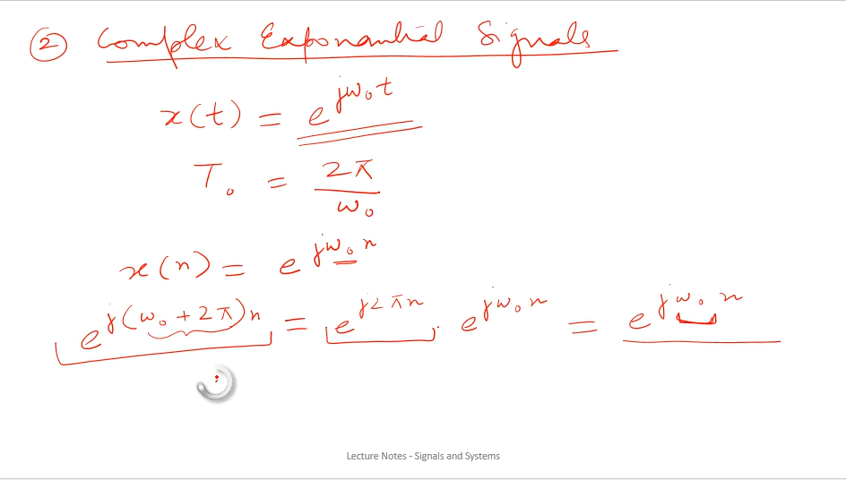 ② Complex Exponential Signals
x(t) = e^{jω₀t}
T₀ = 2π/ω₀
x(n) = e^{jω₀n}
e^{j(ω₀+2π)n} = e^{j2πn} · e^{jω₀n} = e^{jω₀n}
Lecture Notes - Signals and Systems